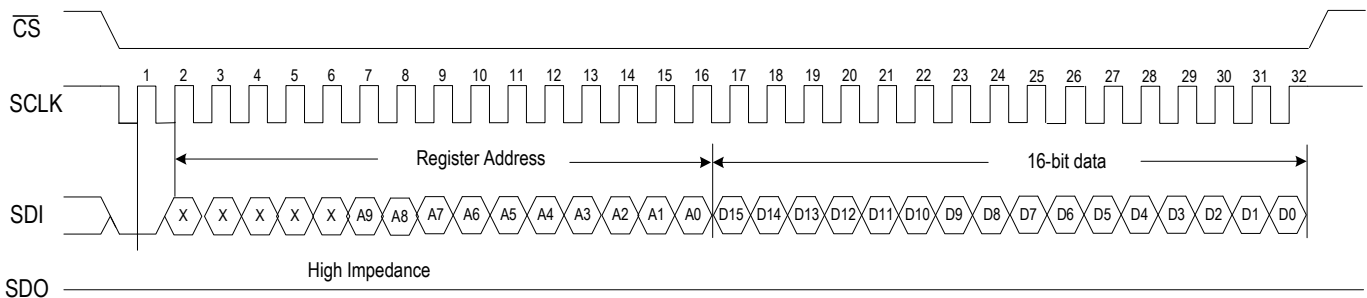 CS
1 2 3 4 5 6 7 8 9 10 11 12 13 14 15 16 17 18 19 20 21 22 23 24 25 26 27 28 29 30 31 32
SCLK
Register Address 16-bit data
SDI X X X X X A9 A8 A7 A6 A5 A4 A3 A2 A1 A0 D15 D14 D13 D12 D11 D10 D9 D8 D7 D6 D5 D4 D3 D2 D1 D0
High Impedance
SDO